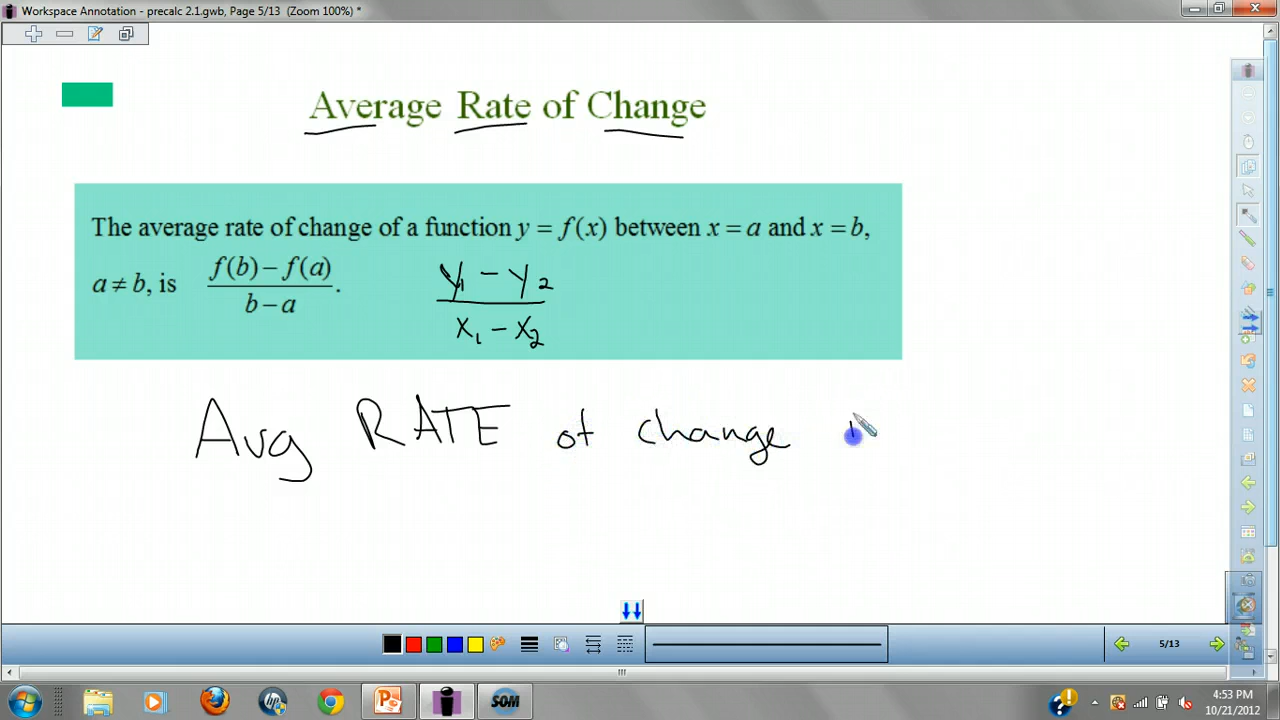 Workspace Annotation - precalc 2.1.gwb, Page 5/13 (Zoom 100%) *
Average Rate of Change
The average rate of change of a function y = f(x) between x = a and x = b,
a ≠ b, is f(b) − f(a) / b − a .
y₁ − y₂ / x₁ − x₂
Avg RATE of change
5/13
SOM
4:53 PM
10/21/2012